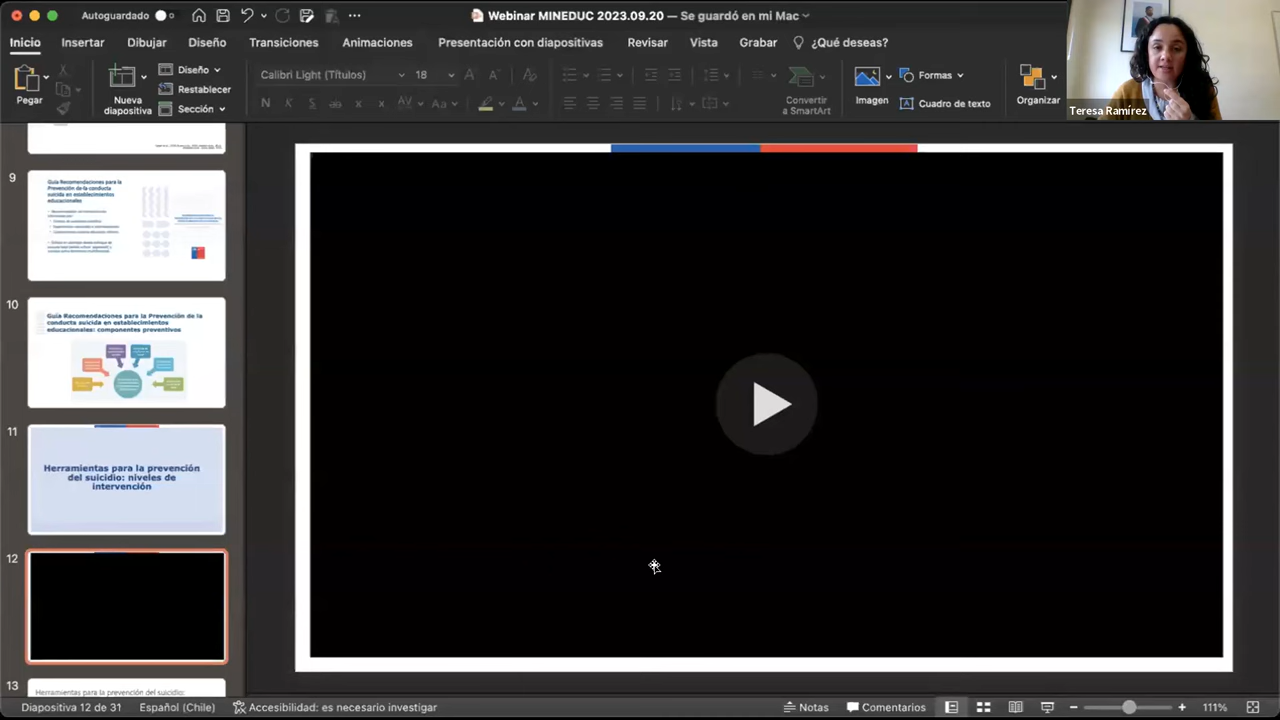 Autoguardado
Webinar MINEDUC 2023.09.20 — Se guardó en mi Mac
Inicio
Insertar
Dibujar
Diseño
Transiciones
Animaciones
Presentación con diapositivas
Revisar
Vista
Grabar
¿Qué deseas?
Pegar
Nueva
diapositiva
Diseño
Restablecer
Sección
Calibri Light (Títulos)
18
N K S ab x x AV Aa A
Convertir
a SmartArt
Imagen
Formas
Cuadro de texto
Organizar
Teresa Ramírez
9
Guía Recomendaciones para la
Prevención de la conducta
suicida en establecimientos
educacionales
10
Guía Recomendaciones para la Prevención de la
conducta suicida en establecimientos
educacionales: componentes preventivos
11
Herramientas para la prevención
del suicidio: niveles de
intervención
12
13
Herramientas para la prevención del suicidio:
Diapositiva 12 de 31
Español (Chile)
Accesibilidad: es necesario investigar
Notas
Comentarios
111%